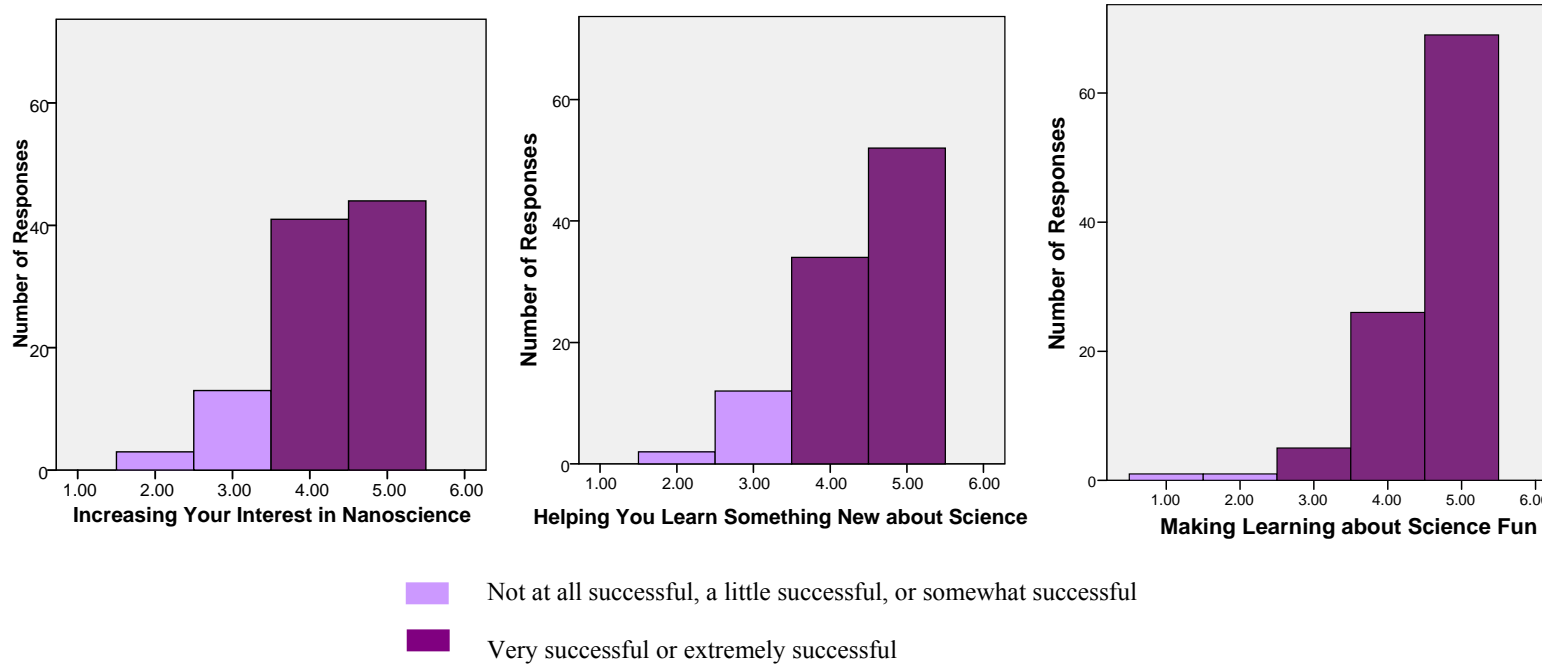 Number of Responses
60
40
20
0
1.00 2.00 3.00 4.00 5.00 6.00
Increasing Your Interest in Nanoscience
Number of Responses
60
40
20
0
1.00 2.00 3.00 4.00 5.00 6.00
Helping You Learn Something New about Science
Number of Responses
60
40
20
0
1.00 2.00 3.00 4.00 5.00 6.00
Making Learning about Science Fun
Not at all successful, a little successful, or somewhat successful
Very successful or extremely successful